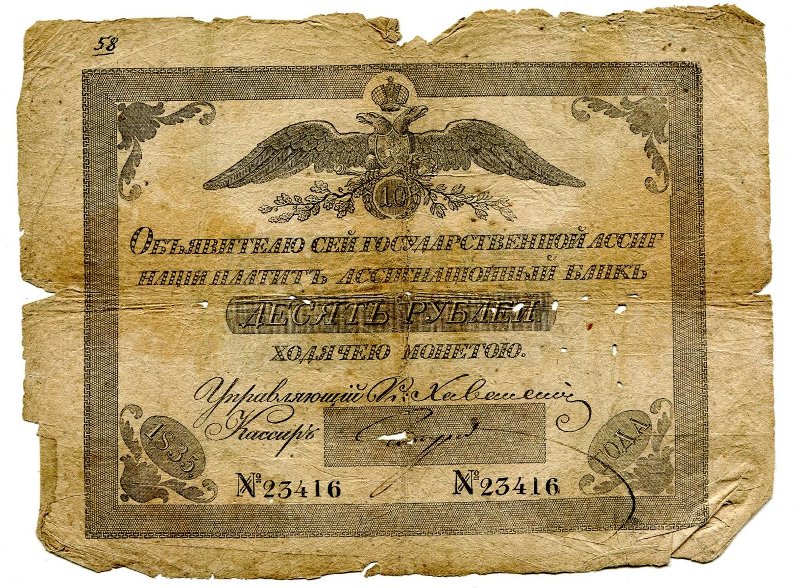 58
10
ОБЪЯВИТЕЛЮ СЕЙ ГОСУДАРСТВЕННОЙ АССИГ
НАЦИИ ПЛАТИТЪ АССИГНАЦІОННЫЙ БАНКЪ
ДЕСЯТЬ РУБЛЕЙ
ХОДЯЧЕЮ МОНЕТОЮ.
Управляющій
Кассиръ
1835 ГОДА
№23416 №23416